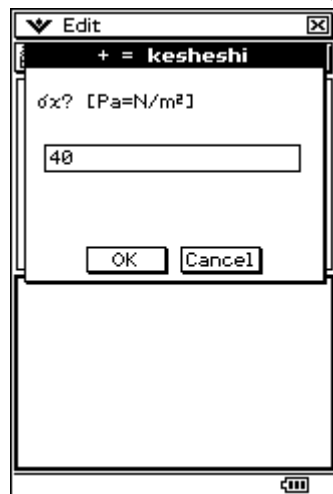 Edit
+ = kesheshi
σx? [Pa=N/m²]
40
OK Cancel